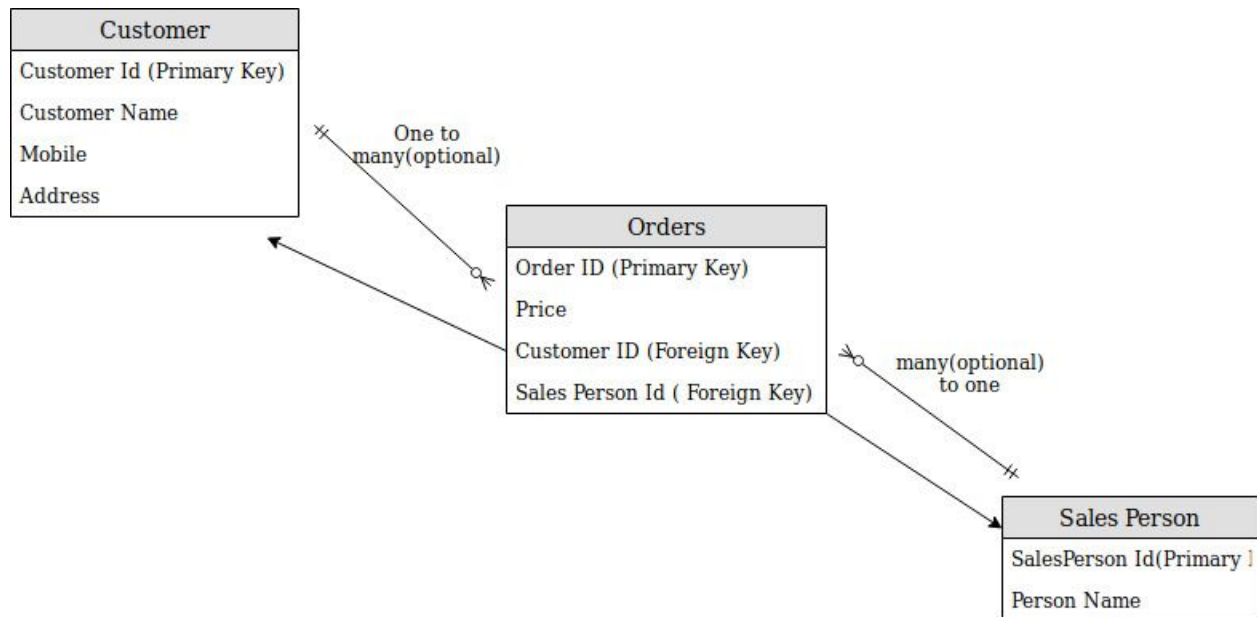 Customer
Customer Id (Primary Key)
Customer Name
Mobile
Address
One to
many(optional)
Orders
Order ID (Primary Key)
Price
Customer ID (Foreign Key)
Sales Person Id ( Foreign Key)
many(optional)
to one
Sales Person
SalesPerson Id(Primary
Person Name